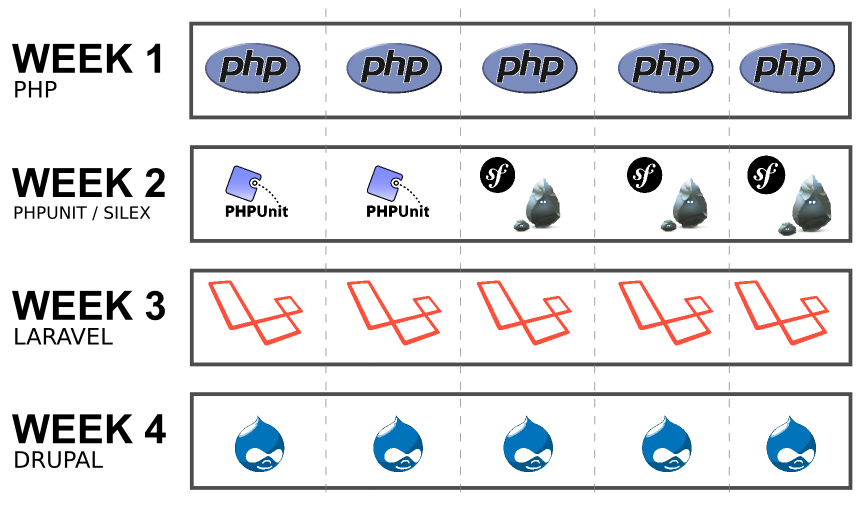 WEEK 1
PHP
php php php php php
WEEK 2
PHPUNIT / SILEX
PHPUnit PHPUnit sf sf sf
WEEK 3
LARAVEL
WEEK 4
DRUPAL